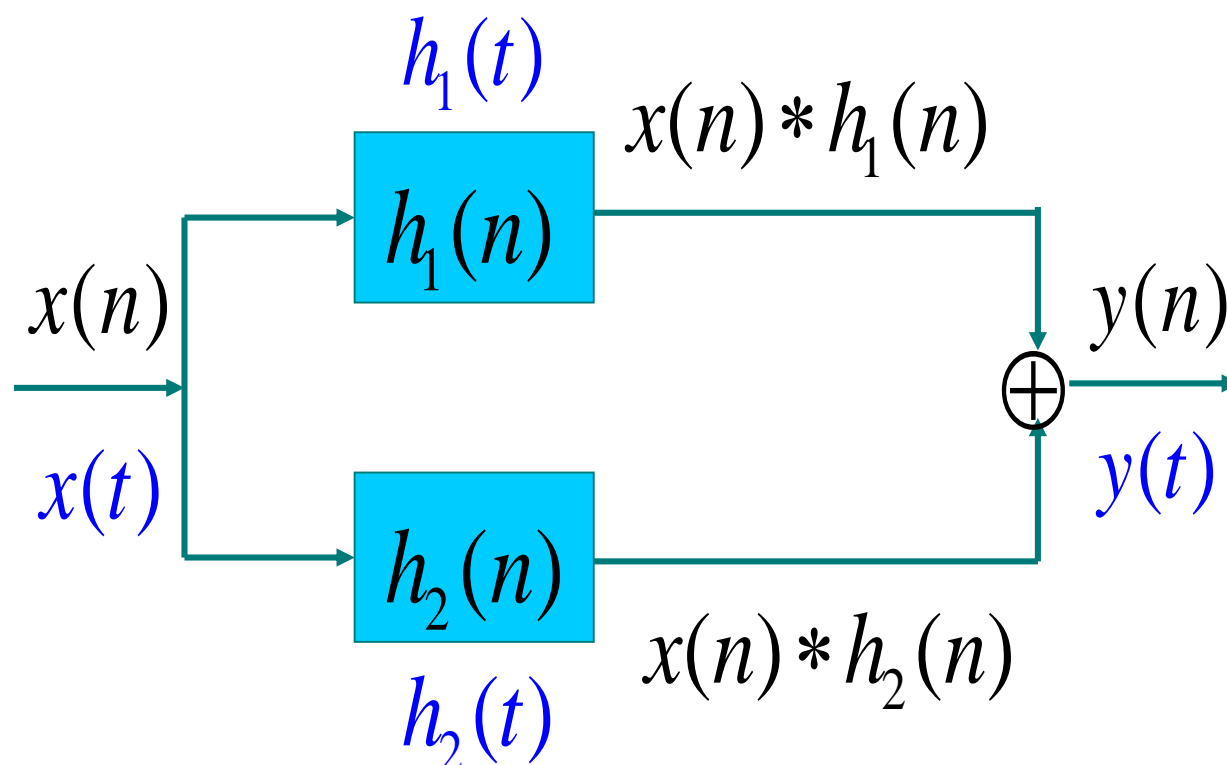 h₁(t)
x(n) * h₁(n)
h₁(n)
x(n)
y(n)
x(t)
y(t)
h₂(n)
x(n) * h₂(n)
h₂(t)